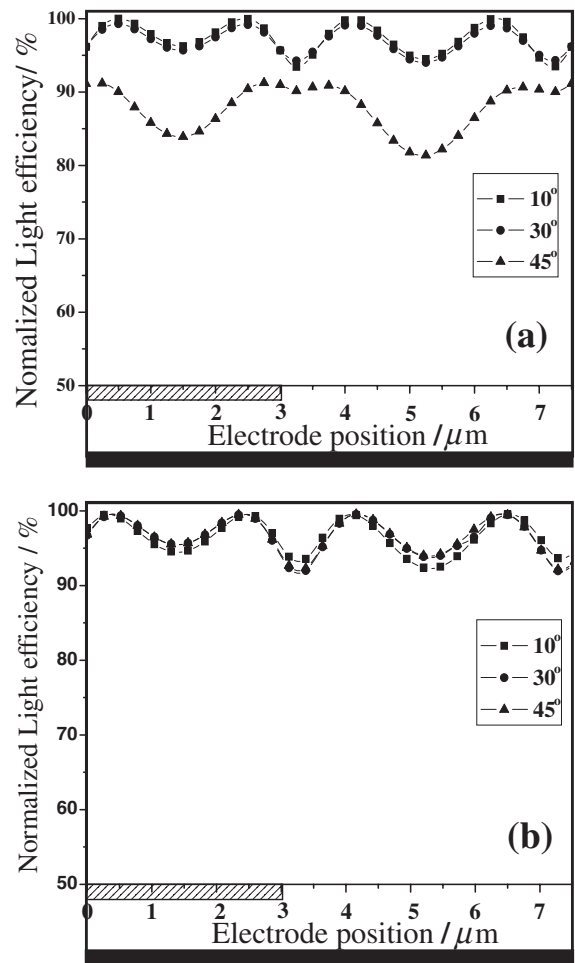 Nomalized Light efficiency/ %
100
90
80
70
60
50
10°
30°
45°
(a)
0 1 2 3 4 5 6 7
Electrode position /μm
Normalized Light efficiency / %
100
90
80
70
60
50
10°
30°
45°
(b)
0 1 2 3 4 5 6 7
Electrode position /μm